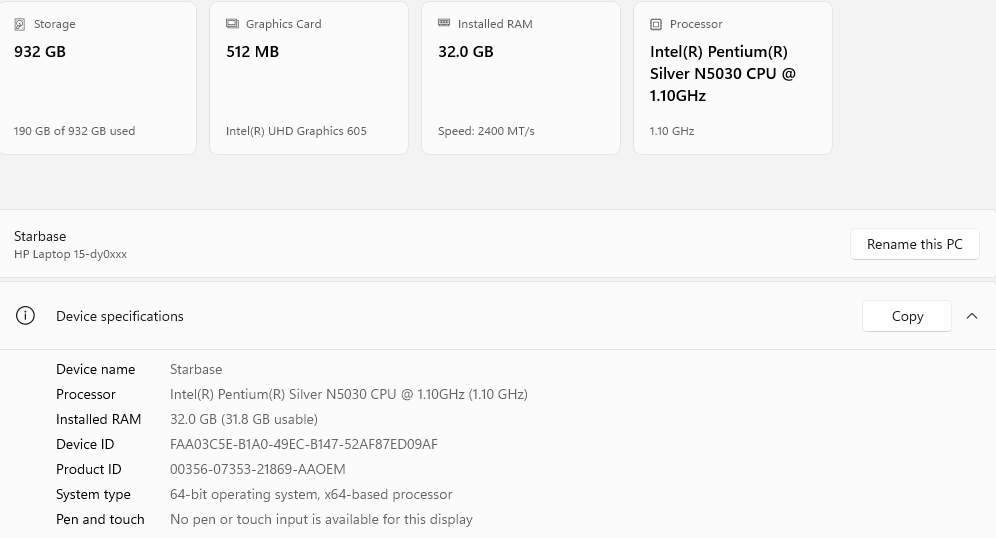 Storage
932 GB
190 GB of 932 GB used
Graphics Card
512 MB
Intel(R) UHD Graphics 605
Installed RAM
32.0 GB
Speed: 2400 MT/s
Processor
Intel(R) Pentium(R)
Silver N5030 CPU @
1.10GHz
1.10 GHz
Starbase
HP Laptop 15-dy0xxx
Rename this PC
Device specifications
Copy
Device name Starbase
Processor Intel(R) Pentium(R) Silver N5030 CPU @ 1.10GHz (1.10 GHz)
Installed RAM 32.0 GB (31.8 GB usable)
Device ID FAA03C5E-B1A0-49EC-B147-52AF87ED09AF
Product ID 00356-07353-21869-AAOEM
System type 64-bit operating system, x64-based processor
Pen and touch No pen or touch input is available for this display